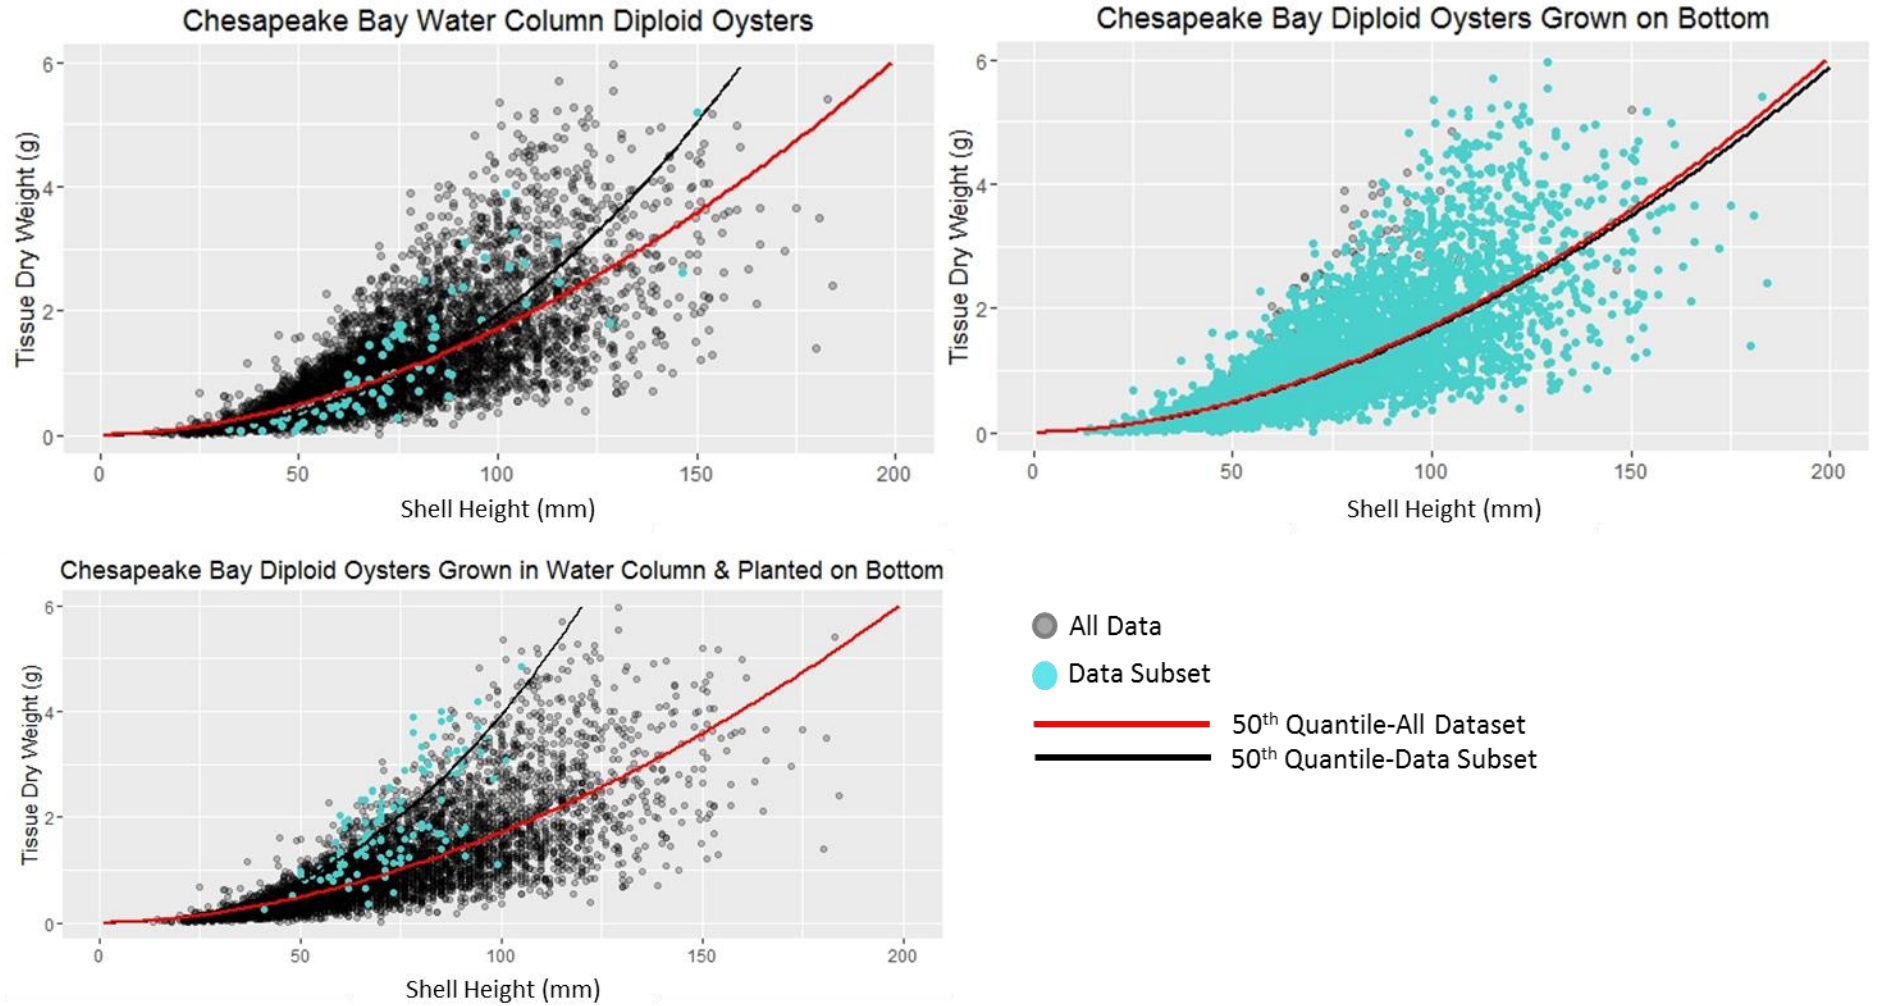 Chesapeake Bay Water Column Diploid Oysters
Tissue Dry Weight (g)
6
4
2
0
0 50 100 150 200
Shell Height (mm)
Chesapeake Bay Diploid Oysters Grown on Bottom
Tissue Dry Weight (g)
6
4
2
0
0 50 100 150 200
Shell Height (mm)
Chesapeake Bay Diploid Oysters Grown in Water Column & Planted on Bottom
Tissue Dry Weight (g)
6
4
2
0
0 50 100 150 200
Shell Height (mm)
All Data
Data Subset
50th Quantile-All Dataset
50th Quantile-Data Subset